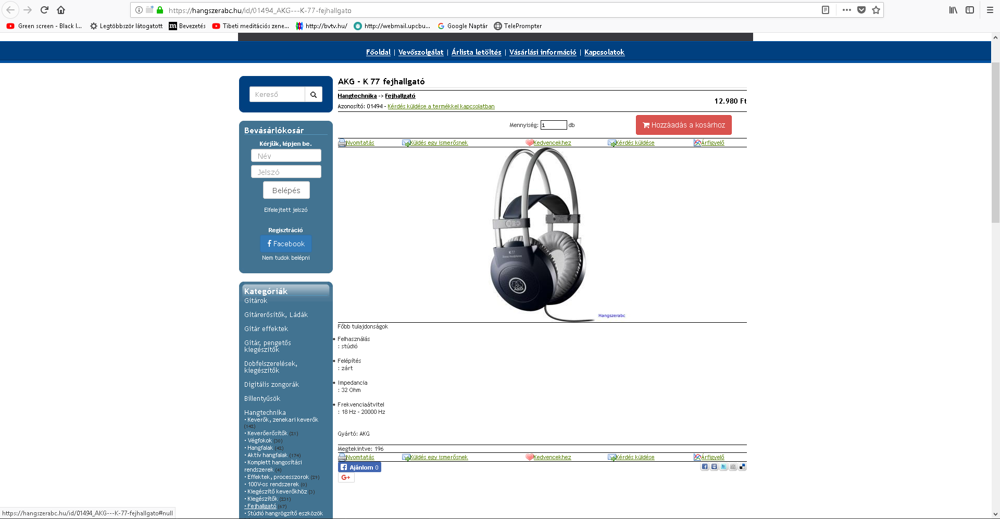 https://hangszerabc.hu/id/01494_AKG---K-77-fejhallgato
Green screen - Black l...
Legtöbbször látogatott
Bevezetés
Tibeti meditációs zene...
http://bvtv.hu/
http://webmail.upcbu...
Google Naptár
TelePrompter
Főoldal | Vevőszolgálat | Árlista letöltés | Vásárlási információ | Kapcsolatok
Kereső
Bevásárlókosár
Kérjük, lépjen be.
Név
Jelszó
Belépés
Elfelejtett jelszó
Regisztráció
Facebook
Nem tudok belépni
Kategóriák
Gitárok
Gitárerősítők, Ládák
Gitár effektek
Gitár, pengetős
kiegészítők
Dobfelszerelések,
kiegészítők
Digitális zongorák
Billentyűsök
Hangtechnika
• Keverők, zenekari keverők
(142)
• Keverőerősítők (21)
• Végfokok (30)
• Hangfalak (42)
• Aktív hangfalak (174)
• Komplett hangosítási
rendszerek (4)
• Effektek, processzorok (29)
• 100V-os rendszerek (0)
• Kiegészítő keverőkhöz (3)
• Kiegészítők (231)
• Fejhallgató (67)
• Stúdió hangrögzítő eszközök
AKG - K 77 fejhallgató
Hangtechnika -> Fejhallgató
12.980 Ft
Azonosító: 01494 - Kérdés küldése a termékkel kapcsolatban
Mennyiség: 1 db
Hozzáadás a kosárhoz
Nyomtatás
Küldés egy ismerősnek
Kedvencekhez
Kérdés küldése
Árfigyelő
K77
Stereo Headphones
AKG
Hangszerabc
Főbb tulajdonságok
• Felhasználás
: stúdió
• Felépítés
: zárt
• Impedancia
: 32 Ohm
• Frekvenciaátvitel
: 18 Hz - 20000 Hz
Gyártó: AKG
Megtekintve: 196
Nyomtatás
Küldés egy ismerősnek
Kedvencekhez
Kérdés küldése
Árfigyelő
Ajánlom 0
G+
https://hangszerabc.hu/id/01494_AKG---K-77-fejhallgato#null